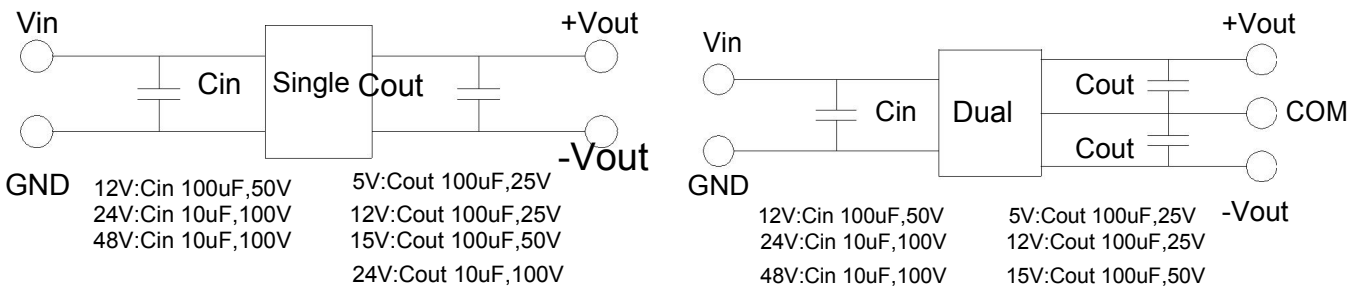 Vin
+Vout
Cin
Single
Cout
GND
-Vout
12V:Cin 100uF,50V
24V:Cin 10uF,100V
48V:Cin 10uF,100V
5V:Cout 100uF,25V
12V:Cout 100uF,25V
15V:Cout 100uF,50V
24V:Cout 10uF,100V
Vin
+Vout
Cin
Dual
Cout
COM
Cout
GND
-Vout
12V:Cin 100uF,50V
24V:Cin 10uF,100V
48V:Cin 10uF,100V
5V:Cout 100uF,25V
12V:Cout 100uF,25V
15V:Cout 100uF,50V